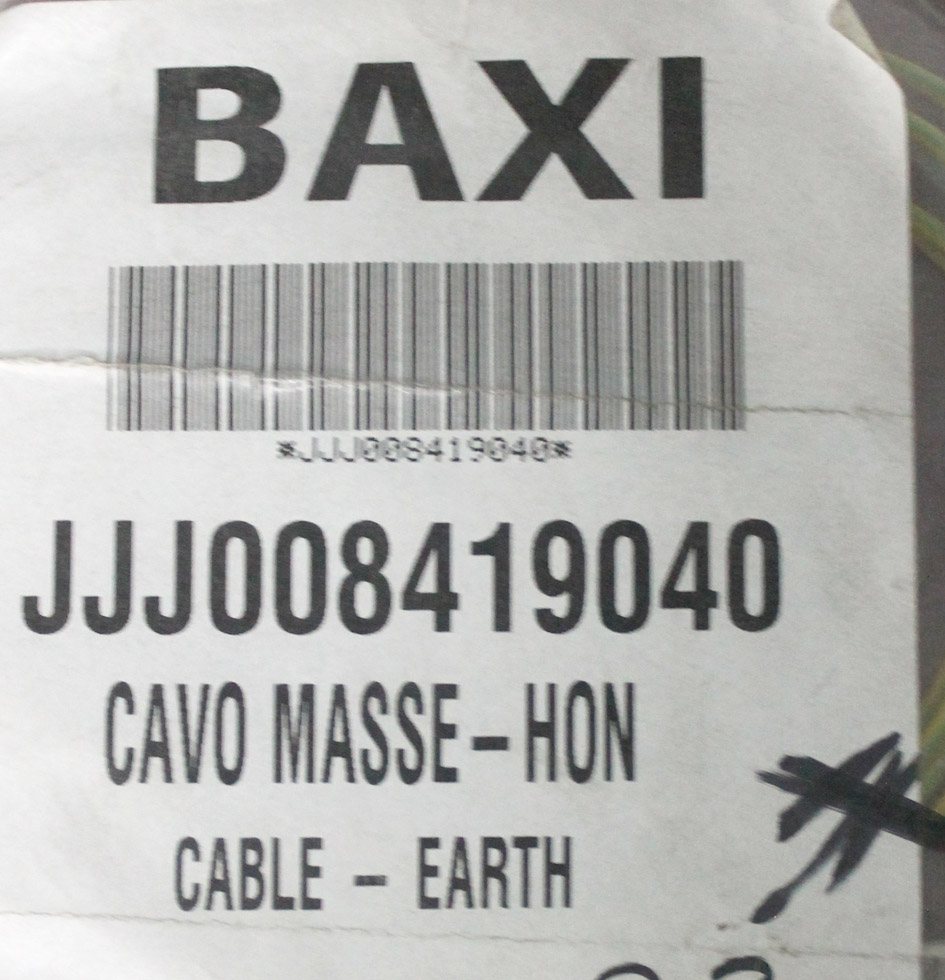 BAXI
*JJJ008419040*
JJJ008419040
CAVO MASSE-HON
CABLE - EARTH